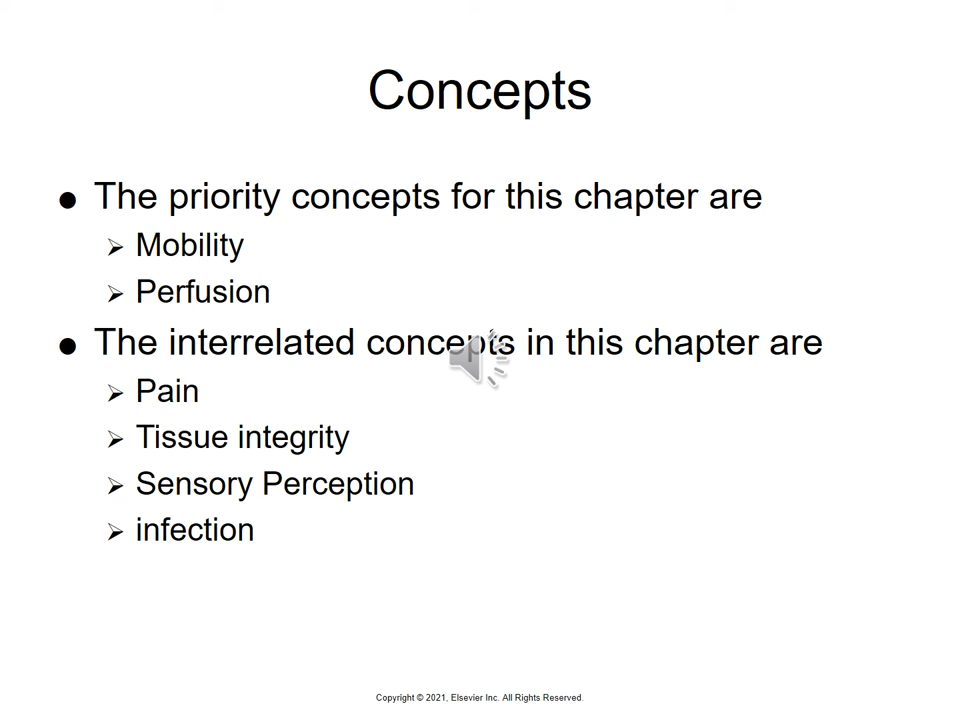 Concepts
● The priority concepts for this chapter are
➢ Mobility
➢ Perfusion
● The interrelated concepts in this chapter are
➢ Pain
➢ Tissue integrity
➢ Sensory Perception
➢ infection
Copyright © 2021, Elsevier Inc. All Rights Reserved.